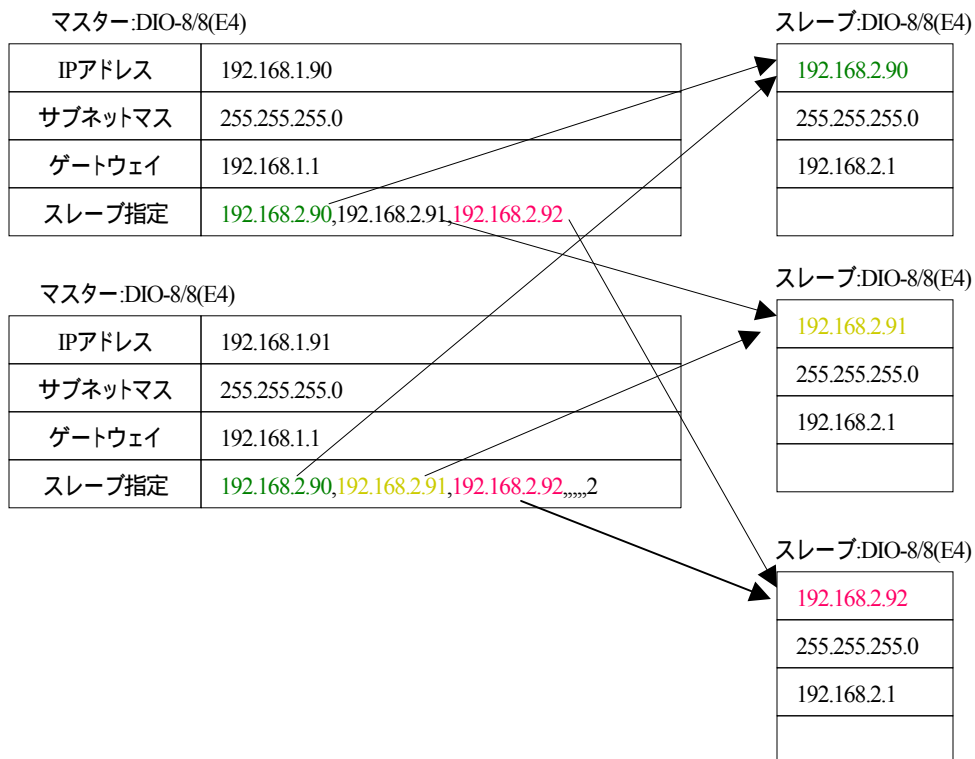 マスター:DIO-8/8(E4)
IPアドレス 192.168.1.90
サブネットマス 255.255.255.0
ゲートウェイ 192.168.1.1
スレーブ指定 192.168.2.90,192.168.2.91,192.168.2.92
マスター:DIO-8/8(E4)
IPアドレス 192.168.1.91
サブネットマス 255.255.255.0
ゲートウェイ 192.168.1.1
スレーブ指定 192.168.2.90,192.168.2.91,192.168.2.92,,,,,,2
スレーブ:DIO-8/8(E4)
192.168.2.90
255.255.255.0
192.168.2.1
スレーブ:DIO-8/8(E4)
192.168.2.91
255.255.255.0
192.168.2.1
スレーブ:DIO-8/8(E4)
192.168.2.92
255.255.255.0
192.168.2.1